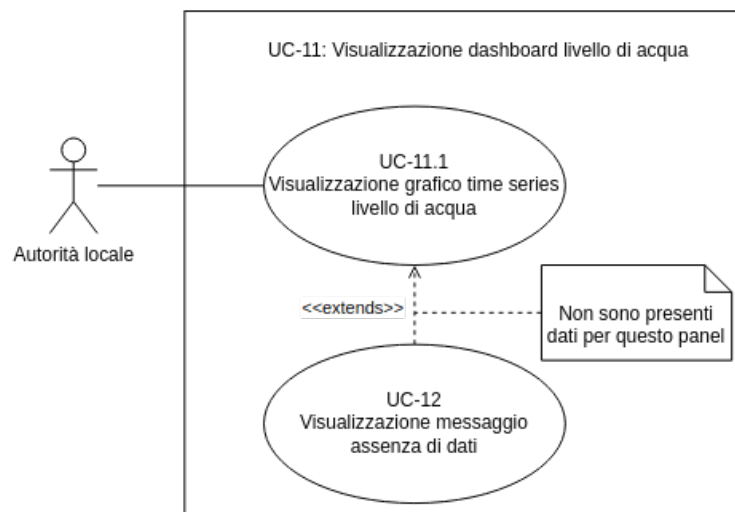 UC-11: Visualizzazione dashboard livello di acqua
UC-11.1
Visualizzazione grafico time series
livello di acqua
Autorità locale
<<extends>>
Non sono presenti
dati per questo panel
UC-12
Visualizzazione messaggio
assenza di dati